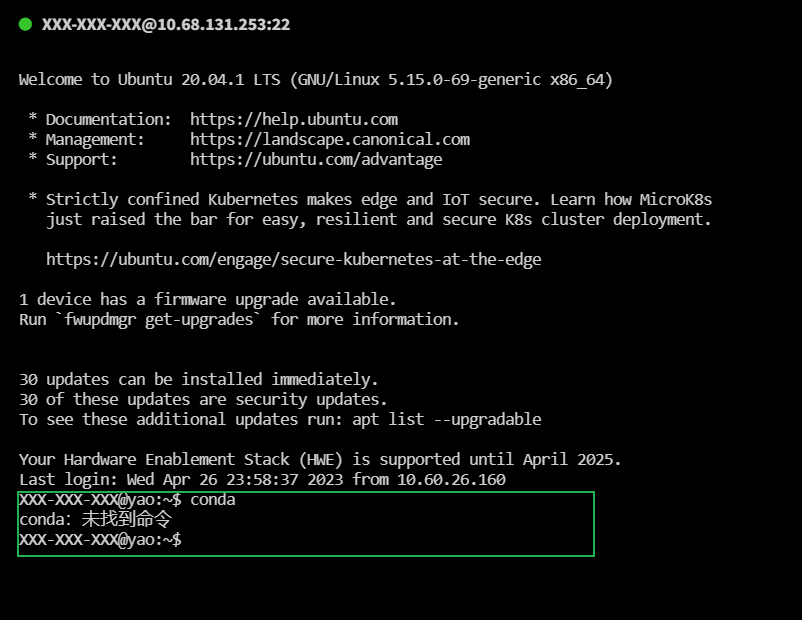 XXX-XXX-XXX@10.68.131.253:22
Welcome to Ubuntu 20.04.1 LTS (GNU/Linux 5.15.0-69-generic x86_64)
* Documentation:  https://help.ubuntu.com
* Management:     https://landscape.canonical.com
* Support:        https://ubuntu.com/advantage
* Strictly confined Kubernetes makes edge and IoT secure. Learn how MicroK8s
just raised the bar for easy, resilient and secure K8s cluster deployment.
https://ubuntu.com/engage/secure-kubernetes-at-the-edge
1 device has a firmware upgrade available.
Run `fwupdmgr get-upgrades` for more information.
30 updates can be installed immediately.
30 of these updates are security updates.
To see these additional updates run: apt list --upgradable
Your Hardware Enablement Stack (HWE) is supported until April 2025.
Last login: Wed Apr 26 23:58:37 2023 from 10.60.26.160
XXX-XXX-XXX@yao:~$ conda
conda: 未找到命令
XXX-XXX-XXX@yao:~$